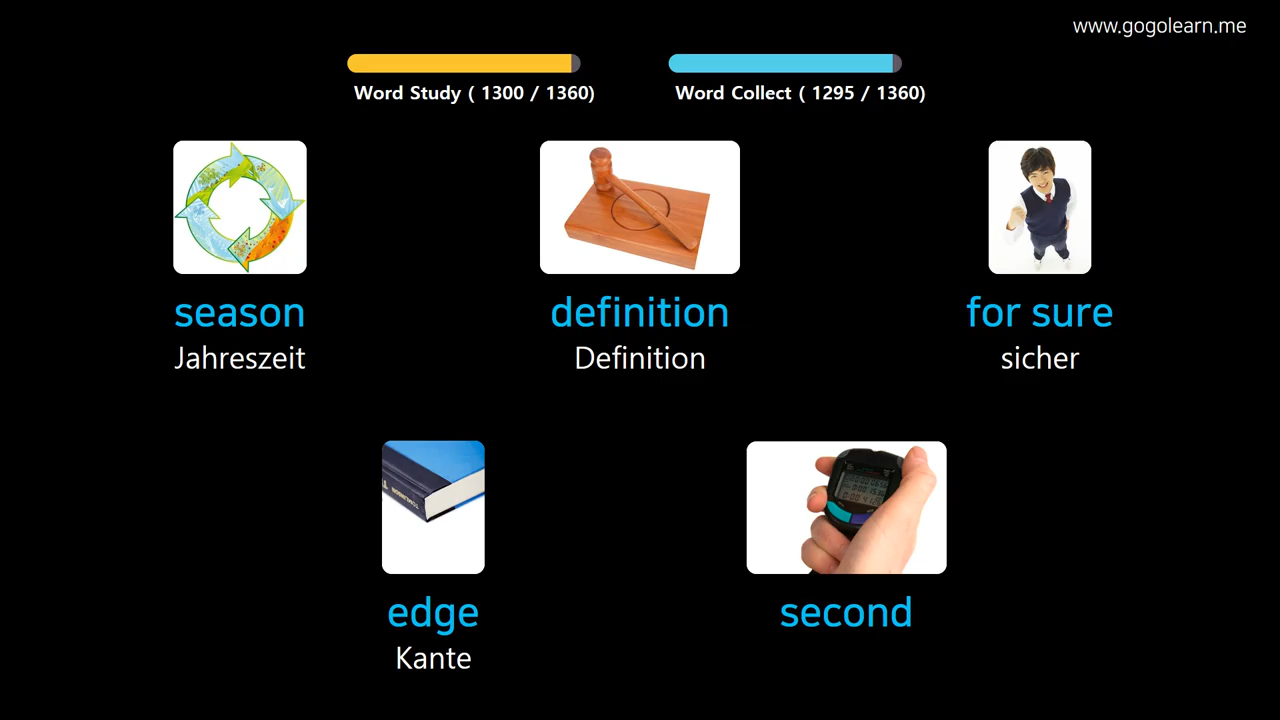 www.gogolearn.me
Word Study ( 1300 / 1360)
Word Collect ( 1295 / 1360)
season
Jahreszeit
definition
Definition
for sure
sicher
TOMLINSON
edge
Kante
second